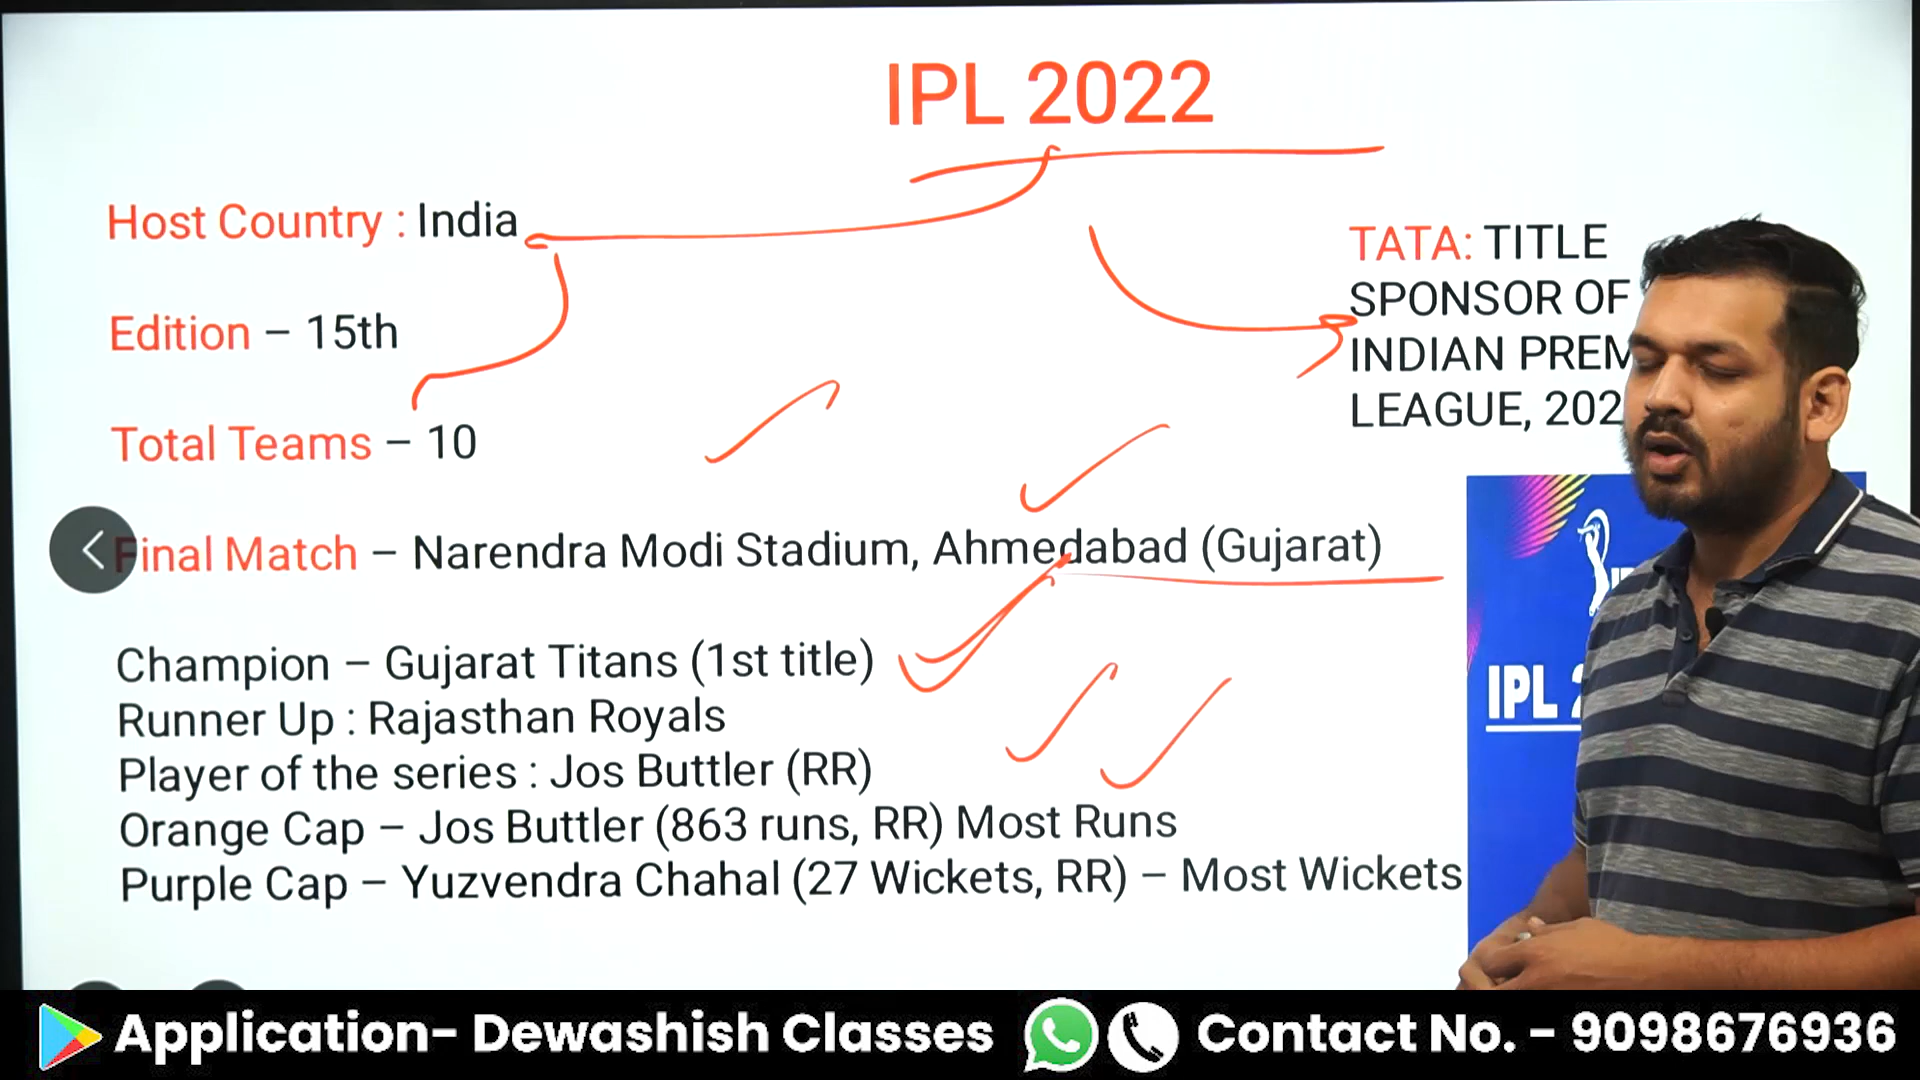 IPL 2022
Host Country : India
Edition – 15th
Total Teams – 10
TATA: TITLE
SPONSOR OF
INDIAN
LEAGUE,
Final Match – Narendra Modi Stadium, Ahmedabad (Gujarat)
Champion – Gujarat Titans (1st title)
Runner Up : Rajasthan Royals
Player of the series : Jos Buttler (RR)
Orange Cap – Jos Buttler (863 runs, RR) Most Runs
Purple Cap – Yuzvendra Chahal (27 Wickets, RR) – Most Wickets
IPL
Application- Dewashish Classes
Contact No. - 9098676936